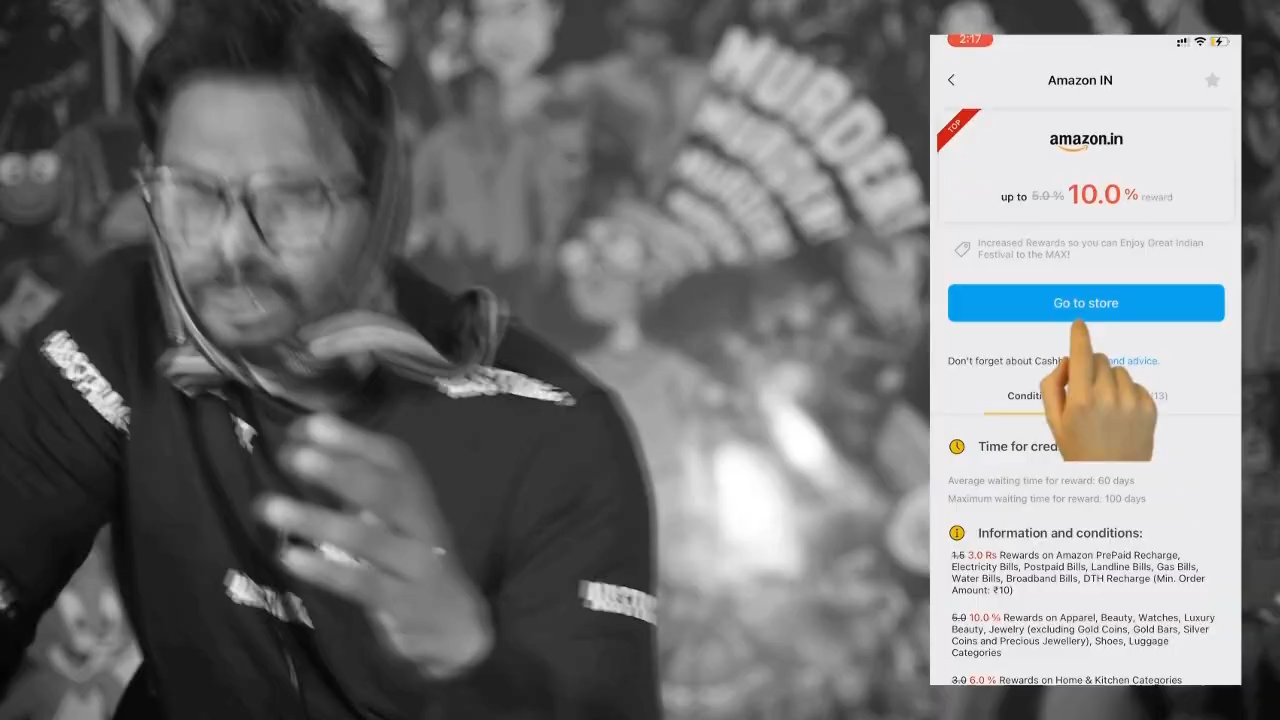 MURDER
2:17
Amazon IN
TOP
amazon.in
up to 5.0 % 10.0 % reward
Increased Rewards so you can Enjoy Great Indian
Festival to the MAX!
Go to store
Don't forget about and advice.
(13)
Time for
Average waiting time for reward: 60 days
Maximum waiting time for reward: 100 days
Information and conditions:
1.5 3.0 Rs Rewards on Amazon PrePaid Recharge,
Electricity Bills, Postpaid Bills, Landline Bills, Gas Bills,
Water Bills, Broadband Bills, DTH Recharge (Min. Order
Amount: ₹10)
5.0 10.0 % Rewards on Apparel, Beauty, Watches, Luxury
Beauty, Jewelry (excluding Gold Coins, Gold Bars, Silver
Coins and Precious Jewellery), Shoes, Luggage
Categories
3.0 6.0 % Rewards on Home & Kitchen Categories